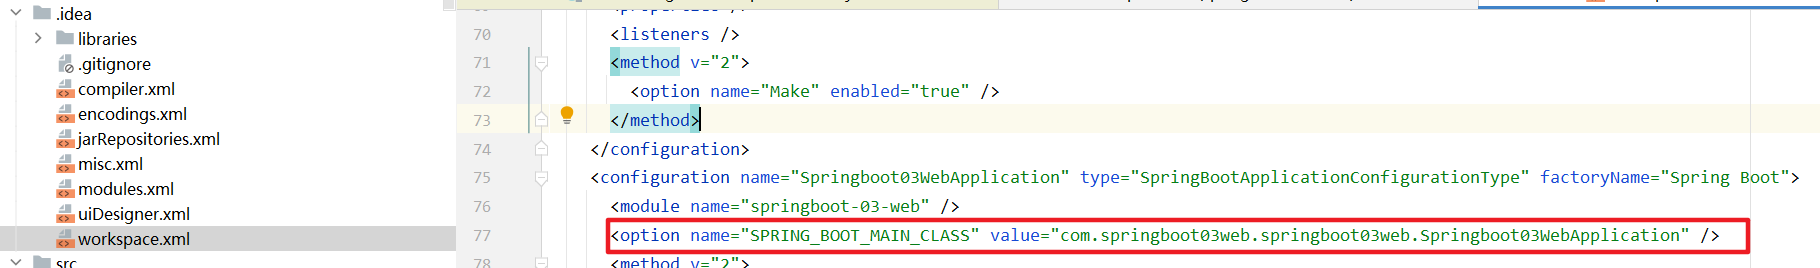 .idea
libraries
.gitignore
compiler.xml
encodings.xml
jarRepositories.xml
misc.xml
modules.xml
uiDesigner.xml
workspace.xml
src
70 <listeners />
71 <method v="2">
72 <option name="Make" enabled="true" />
73 </method>
74 </configuration>
75 <configuration name="Springboot03WebApplication" type="SpringBootApplicationConfigurationType" factoryName="Spring Boot">
76 <module name="springboot-03-web" />
77 <option name="SPRING_BOOT_MAIN_CLASS" value="com.springboot03web.springboot03web.Springboot03WebApplication" />
78 <method v="2">